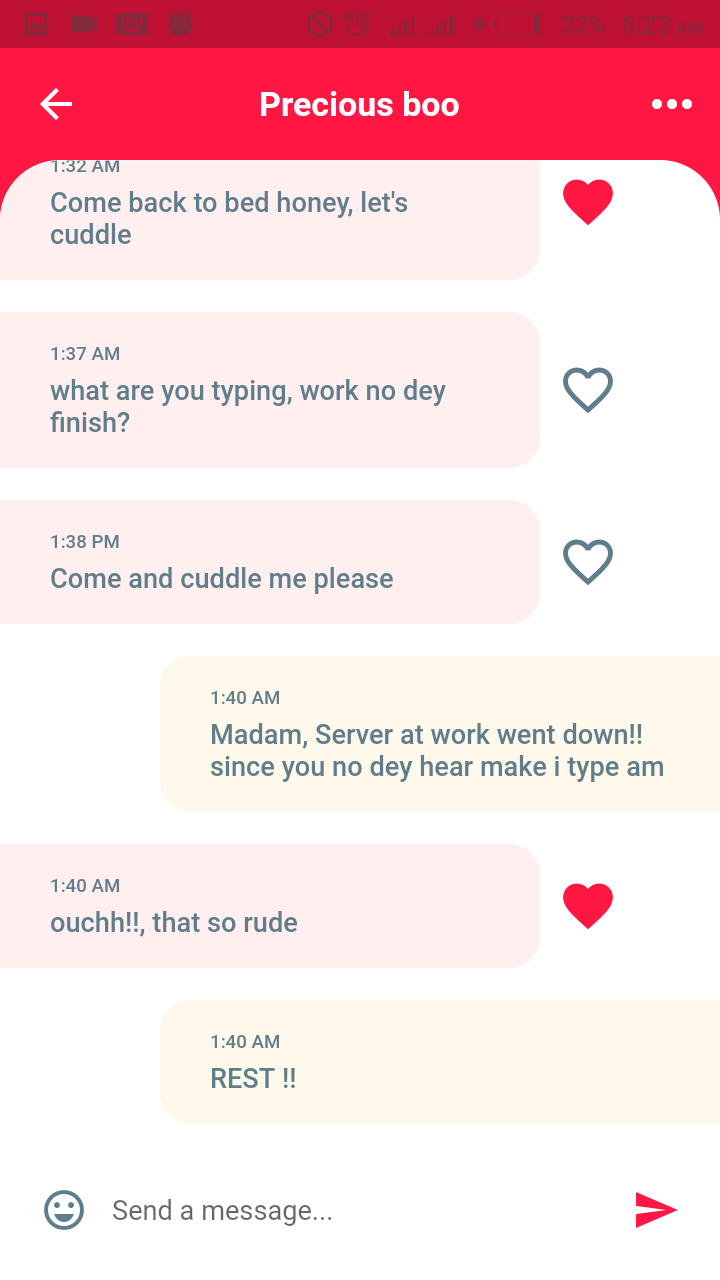 22% 5:23 AM
Precious boo
1:32 AM
Come back to bed honey, let's
cuddle
1:37 AM
what are you typing, work no dey
finish?
1:38 PM
Come and cuddle me please
1:40 AM
Madam, Server at work went down!!
since you no dey hear make i type am
1:40 AM
ouchh!!, that so rude
1:40 AM
REST !!
Send a message...